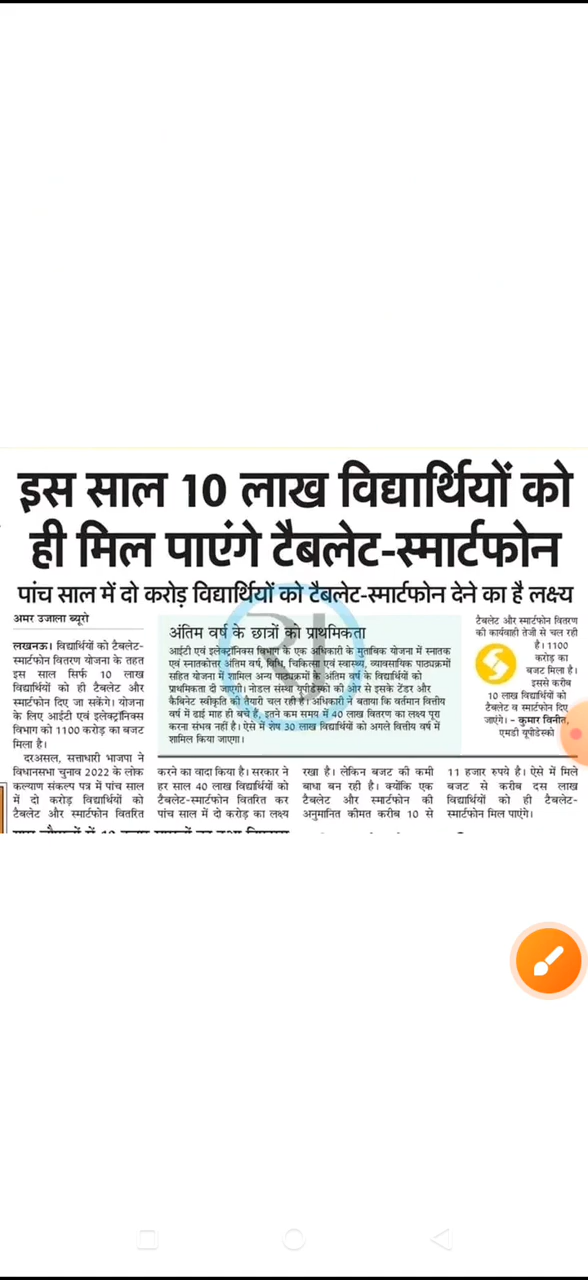 इस साल 10 लाख विद्यार्थियों को
ही मिल पाएंगे टैबलेट-स्मार्टफोन
पांच साल में दो करोड़ विद्यार्थियों को टैबलेट-स्मार्टफोन देने का है लक्ष्य
अमर उजाला ब्यूरो
लखनऊ। विद्यार्थियों को टैबलेट-
स्मार्टफोन वितरण योजना के तहत
इस साल सिर्फ 10 लाख
विद्यार्थियों को ही टैबलेट और
स्मार्टफोन दिए जा सकेंगे। योजना
के लिए आईटी एवं इलेक्ट्रॉनिक्स
विभाग को 1100 करोड़ का बजट
मिला है।
दरअसल, सत्ताधारी भाजपा ने
विधानसभा चुनाव 2022 के लोक
कल्याण संकल्प पत्र में पांच साल
में दो करोड़ विद्यार्थियों को
टैबलेट और स्मार्टफोन वितरित
अंतिम वर्ष के छात्रों को प्राथमिकता
आईटी एवं इलेक्ट्रॉनिक्स विभाग के एक अधिकारी के मुताबिक योजना में स्नातक
एवं स्नातकोत्तर अंतिम वर्ष, विधि, चिकित्सा एवं स्वास्थ्य, व्यावसायिक पाठ्यक्रमों
सहित योजना में शामिल अन्य पाठ्यक्रमों के अंतिम वर्ष के विद्यार्थियों को
प्राथमिकता दी जाएगी। नोडल संस्था यूपीडेस्को की ओर से इसके टेंडर और
कैबिनेट स्वीकृति की तैयारी चल रही है। अधिकारी ने बताया कि वर्तमान वित्तीय
वर्ष में ढाई माह ही बचे हैं, इतने कम समय में 40 लाख वितरण का लक्ष्य पूरा
करना संभव नहीं है। ऐसे में शेष 30 लाख विद्यार्थियों को अगले वित्तीय वर्ष में
शामिल किया जाएगा।
टैबलेट और स्मार्टफोन वितरण
की कार्यवाही तेजी से चल रही
है। 1100
करोड़ का
बजट मिला है।
इससे करीब
10 लाख विद्यार्थियों को
टैबलेट व स्मार्टफोन दिए
जाएंगे। - कुमार विनीत,
एमडी यूपीडेस्को
करने का वादा किया है। सरकार ने
हर साल 40 लाख विद्यार्थियों को
टैबलेट-स्मार्टफोन वितरित कर
पांच साल में दो करोड़ का लक्ष्य
रखा है। लेकिन बजट की कमी
बाधा बन रही है। क्योंकि एक
टैबलेट और स्मार्टफोन की
अनुमानित कीमत करीब 10 से
11 हजार रुपये है। ऐसे में मिले
बजट से करीब दस लाख
विद्यार्थियों को ही टैबलेट-
स्मार्टफोन मिल पाएंगे।